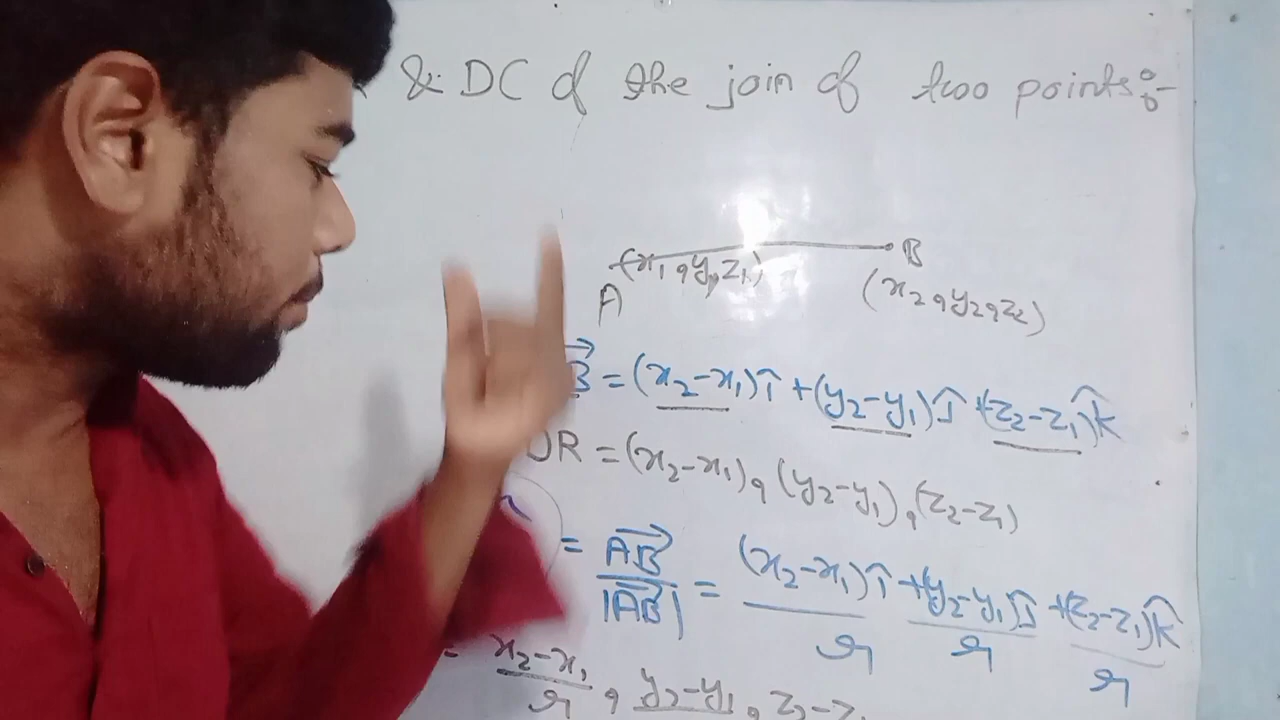 & DC of the join of two points:-
(x₁, y₁, z₁) B
A (x₂, y₂, z₂)
B = (x₂-x₁)î + (y₂-y₁)ĵ + (z₂-z₁)k̂
DR = (x₂-x₁), (y₂-y₁), (z₂-z₁)
= AB⃗/|AB⃗| = (x₂-x₁)î/r + (y₂-y₁)ĵ/r + (z₂-z₁)k̂/r
= x₂-x₁/r, y₂-y₁, z₂-z₁